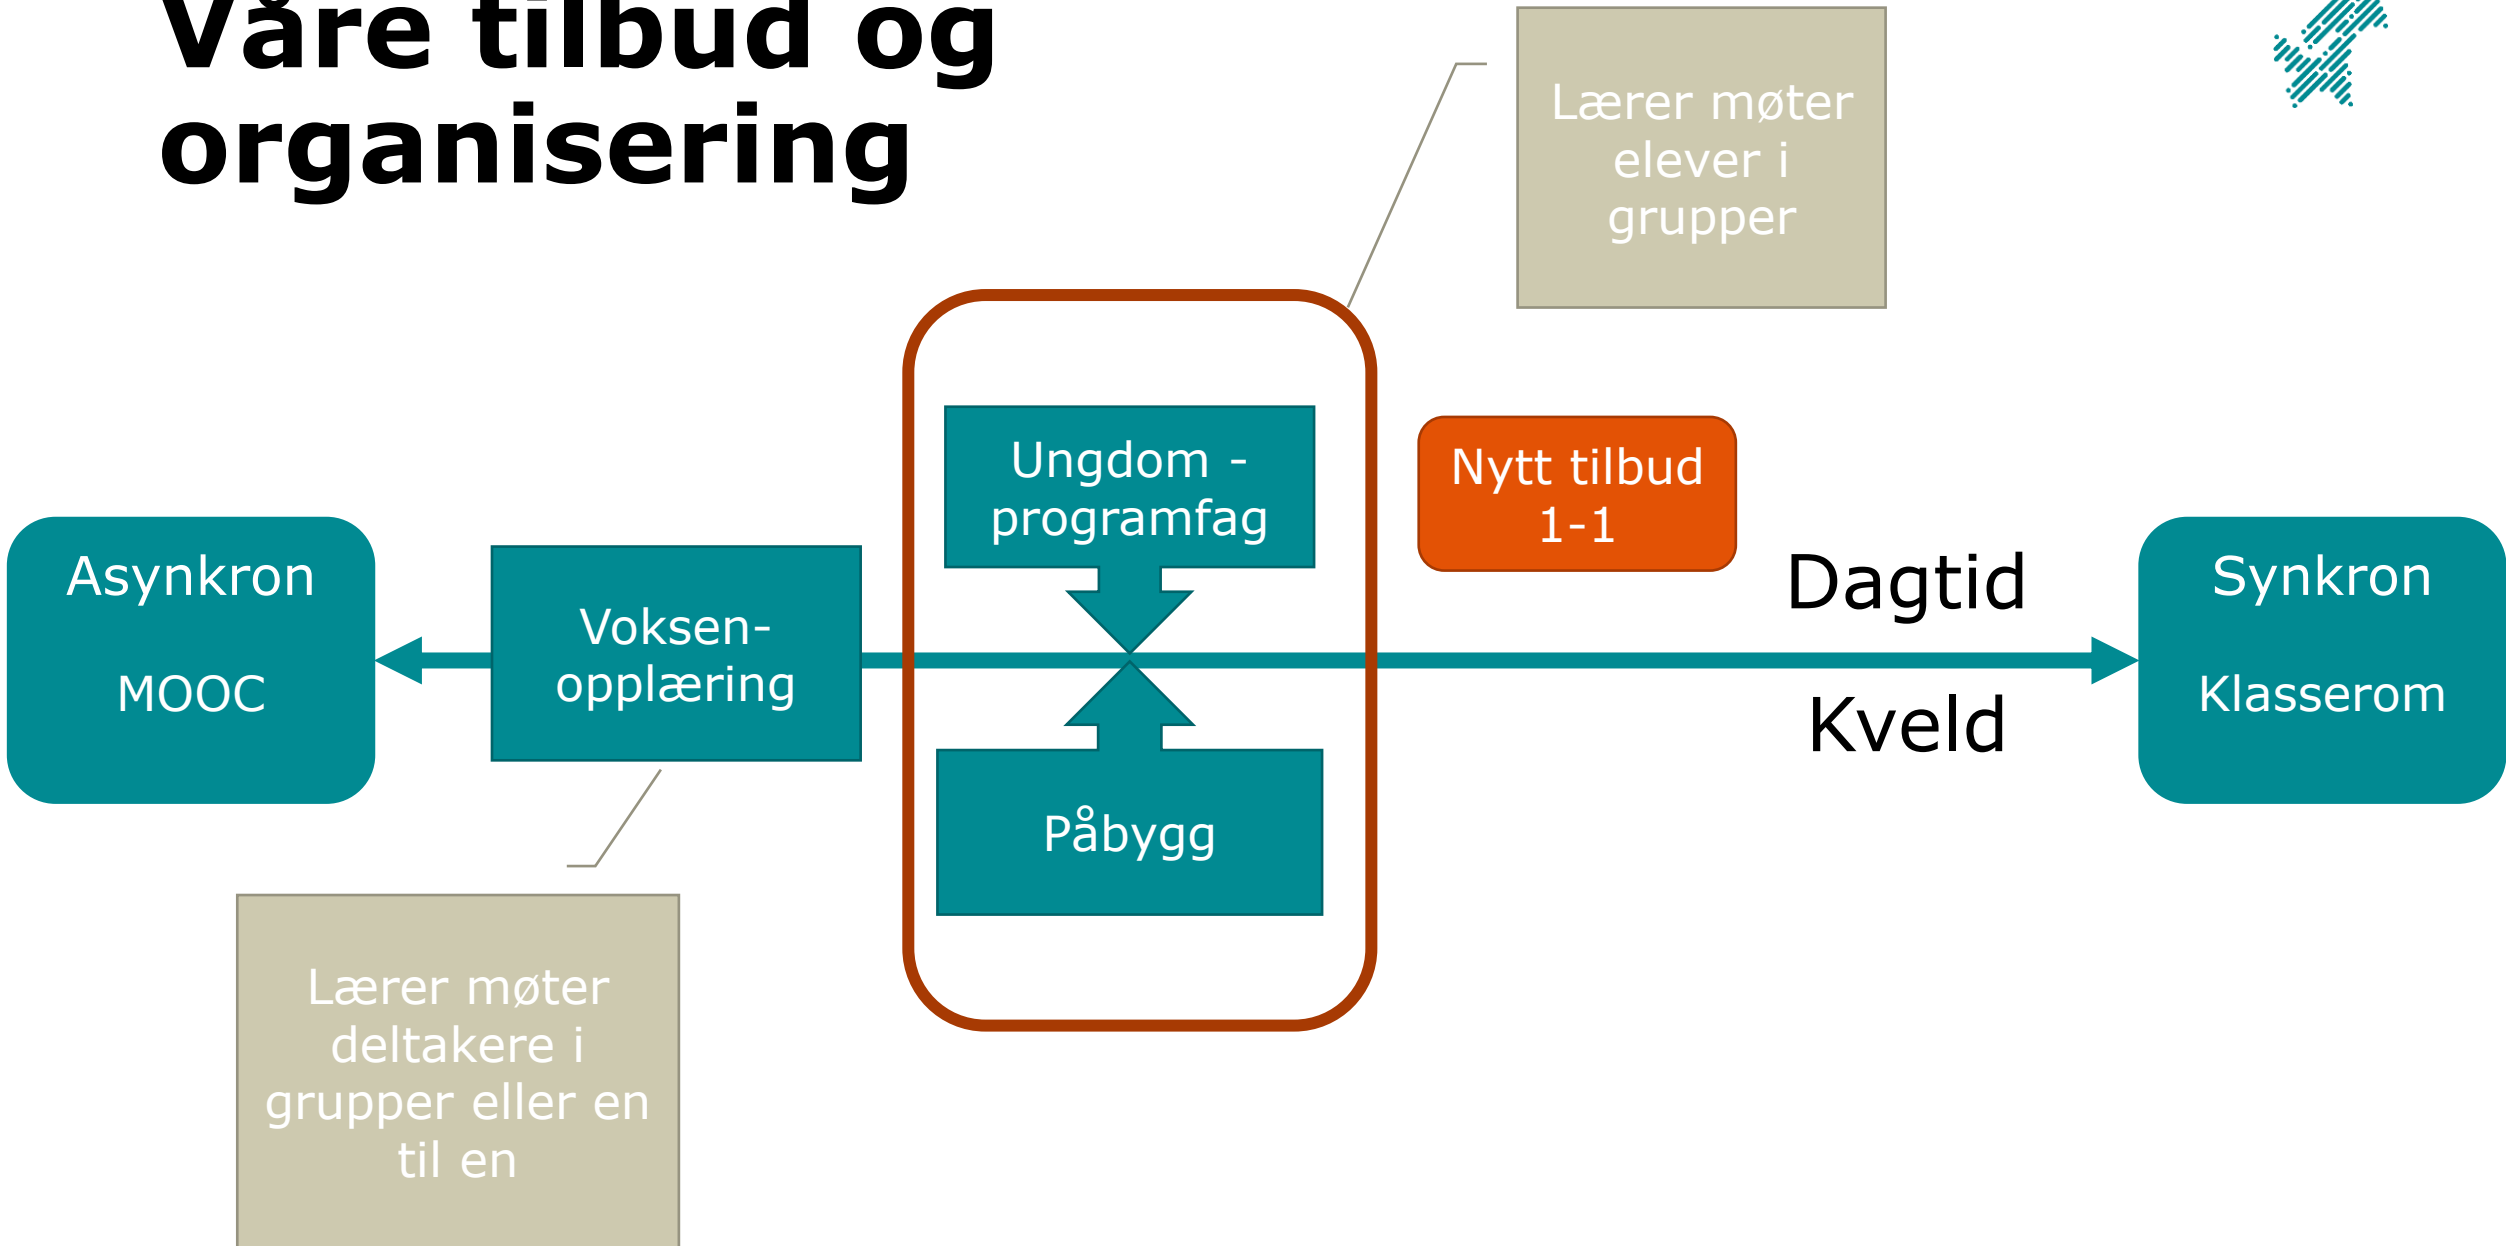 Våre tilbud og
organisering
Lærer møter
elever i
grupper
Ungdom -
programfag
Nytt tilbud
1-1
Asynkron
MOOC
Voksen-
opplæring
Dagtid
Kveld
Synkron
Klasserom
Påbygg
Lærer møter
deltakere i
grupper eller en
til en